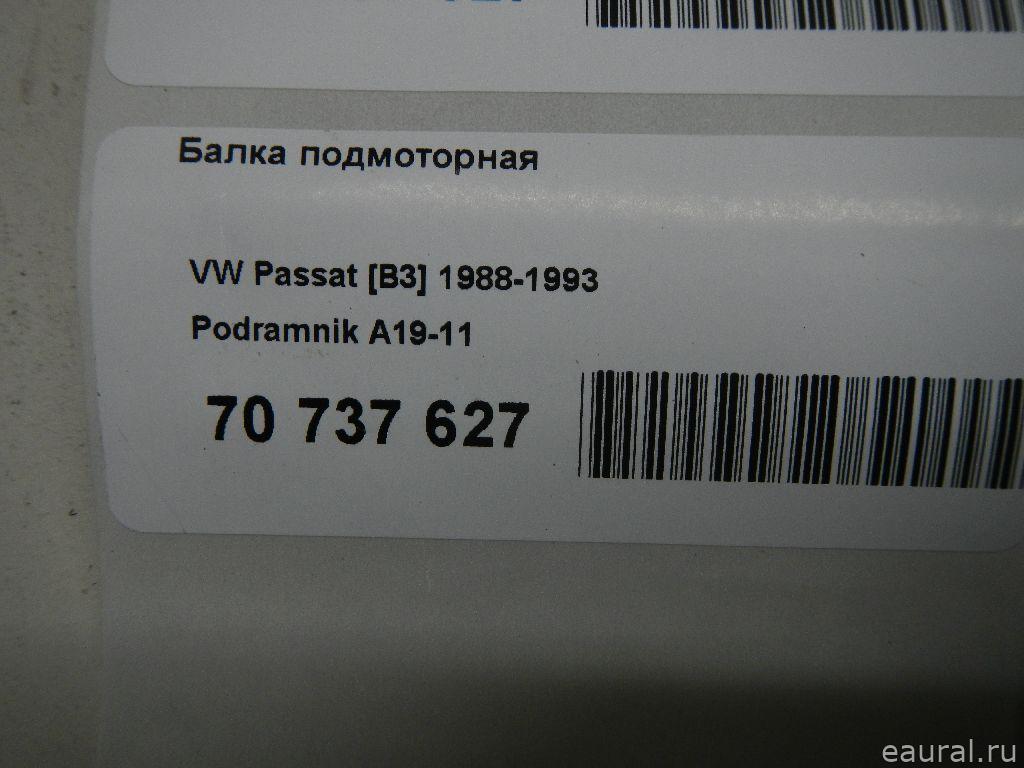 Балка подмоторная
VW Passat [B3] 1988-1993
Podramnik A19-11
70 737 627
eaural.ru